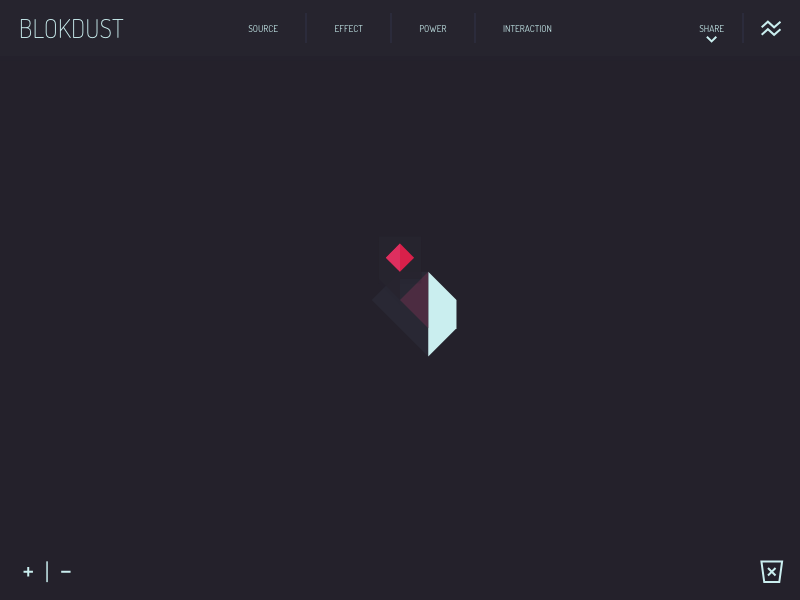 BLOKDUST
SOURCE
EFFECT
POWER
INTERACTION
SHARE